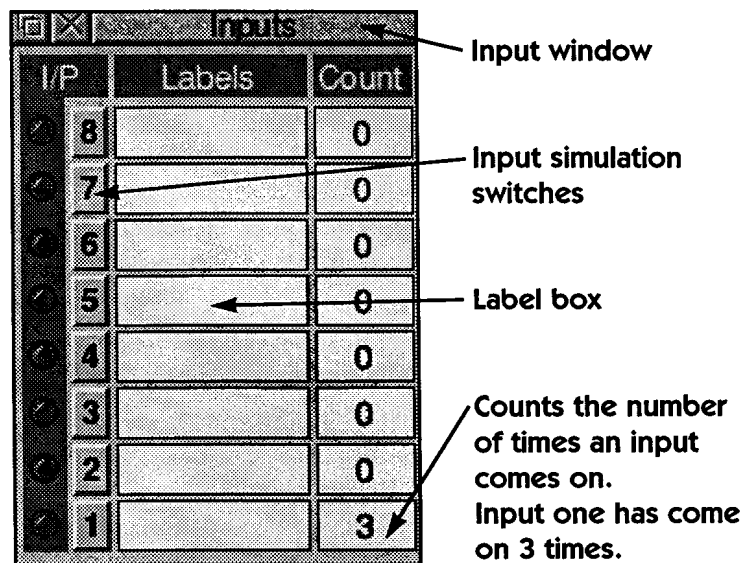 Inputs
Input window
I/P Labels Count
8 0
Input simulation
switches
7 0
6 0
5 0
Label box
4 0
3 0
Counts the number
of times an input
comes on.
Input one has come
on 3 times.
2 0
1 3